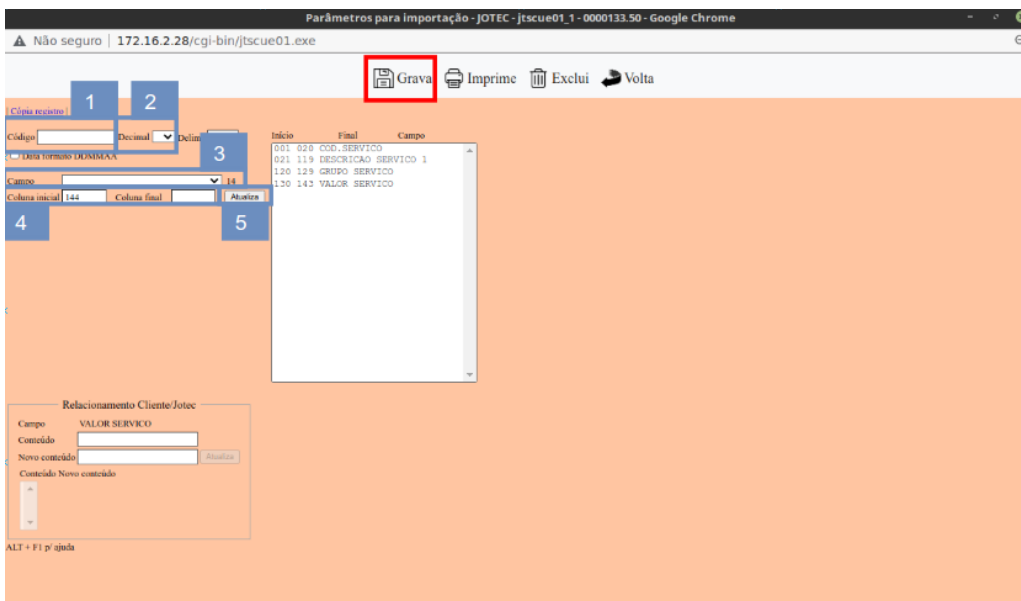 Parâmetros para importação - JOTEC - jtscue01_1 - 0000133.50 - Google Chrome
Não seguro | 172.16.2.28/cgi-bin/jtscue01.exe
Grava Imprime Exclui Volta
| Cópia registro | 1 2
Código Decimal Delim
Data formato DDMMAA 3
Campo 14
Coluna inicial 144 Coluna final Atualiza
4 5
Início Final Campo
001 020 COD.SERVICO
021 119 DESCRICAO SERVICO 1
120 129 GRUPO SERVICO
130 143 VALOR SERVICO
Relacionamento Cliente/Jotec
Campo VALOR SERVICO
Conteúdo
Novo conteúdo Atualiza
Conteúdo Novo conteúdo
ALT + F1 p/ ajuda